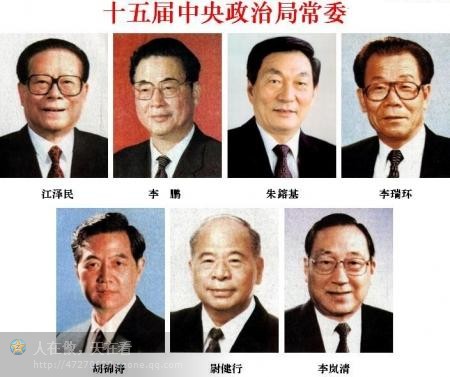 十五届中央政治局常委
江泽民 李 鹏 朱镕基 李瑞环
胡锦涛 尉健行 李岚清
人在做，天在看